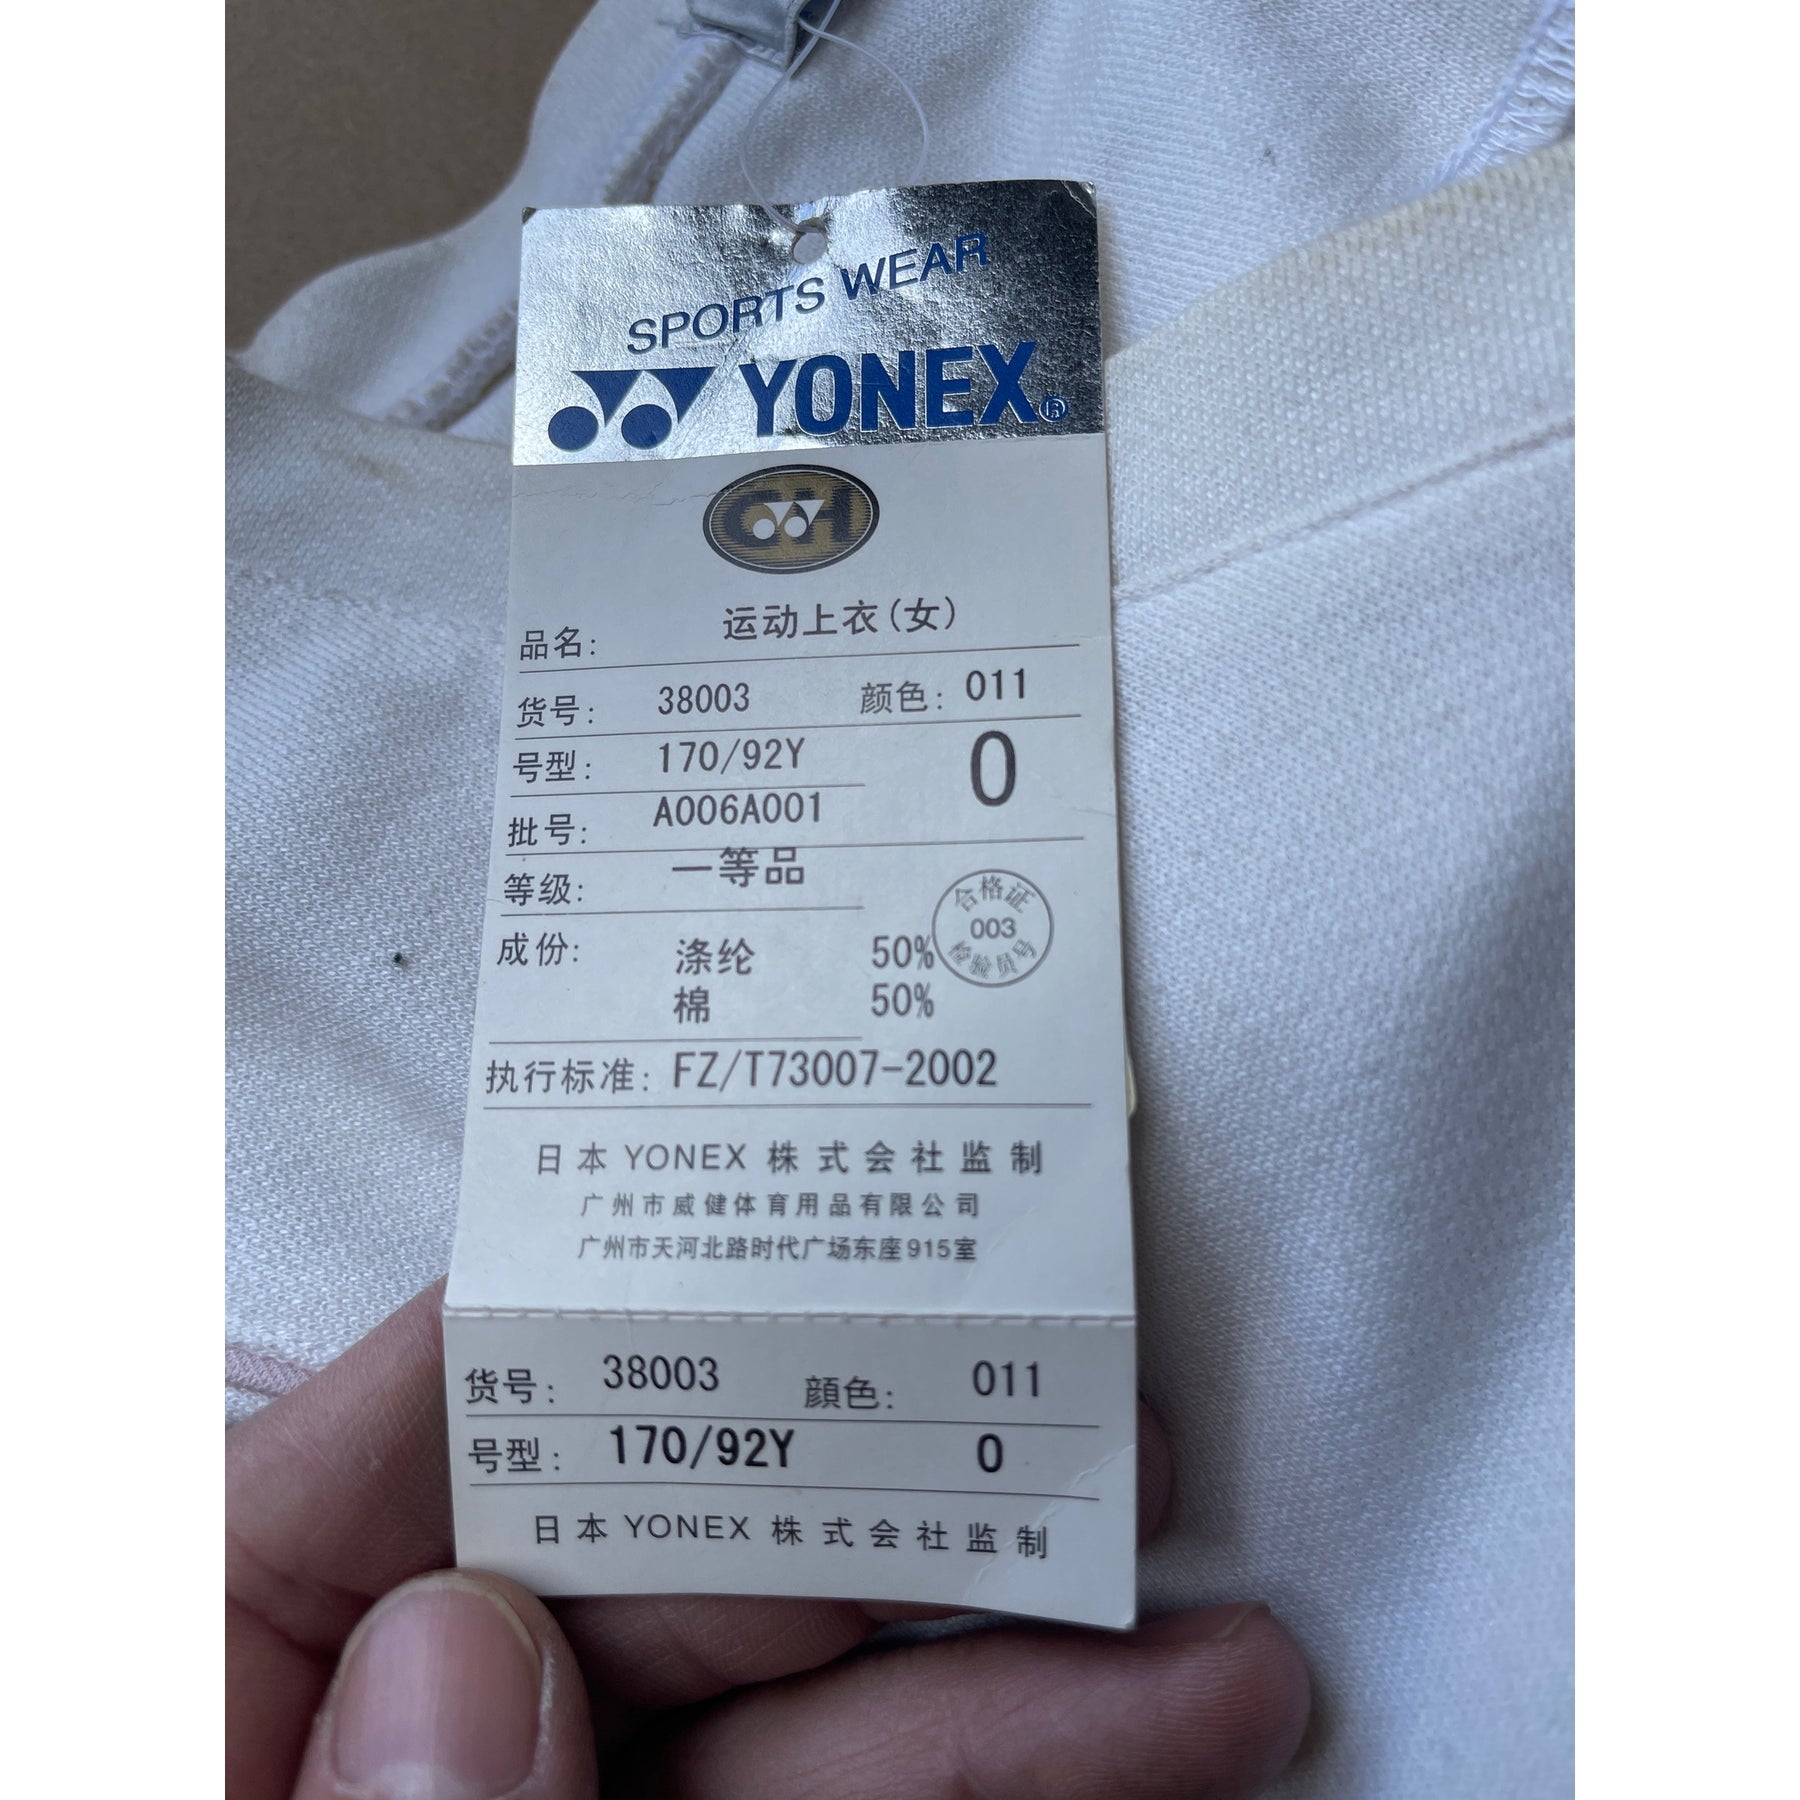 SPORTS WEAR
YONEX®
CH
品名: 运动上衣(女)
货号: 38003 颜色: 011
号型: 170/92Y 0
批号: A006A001
等级: 一等品
合格证
003
检验员号
成份: 涤纶 50%
棉 50%
执行标准: FZ/T73007-2002
日本 YONEX 株式会社监制
广州市威健体育用品有限公司
广州市天河北路时代广场东座915室
货号: 38003 顔色: 011
号型: 170/92Y 0
日本 YONEX 株式会社监制